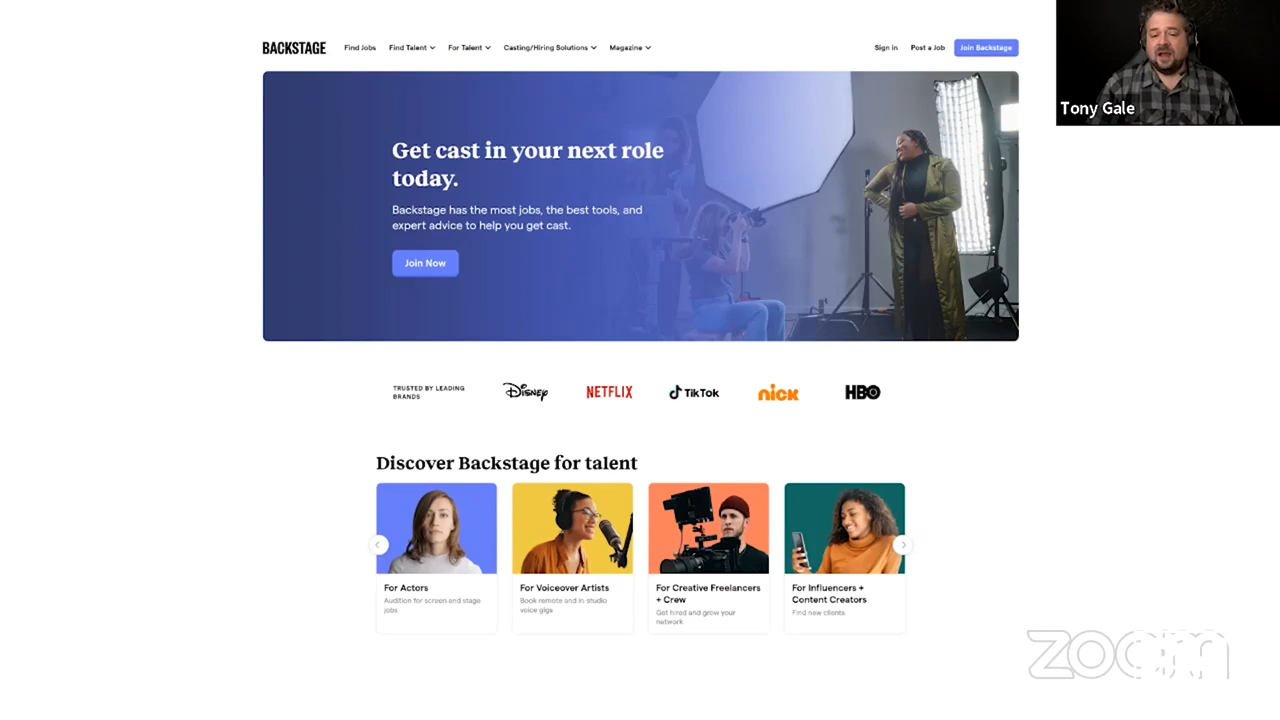 BACKSTAGE
Find Jobs
Find Talent
For Talent
Casting/Hiring Solutions
Magazine
Sign in
Post a Job
Join Backstage
Tony Gale
Get cast in your next role
today.
Backstage has the most jobs, the best tools, and
expert advice to help you get cast.
Join Now
TRUSTED BY LEADING
BRANDS
Disney
NETFLIX
TikTok
nick
HBO
Discover Backstage for talent
For Actors
Audition for screen and stage
jobs
For Voiceover Artists
Book remote and in-studio
voice gigs
For Creative Freelancers
+ Crew
Get hired and grow your
network
For Influencers +
Content Creators
Find new clients
zoom